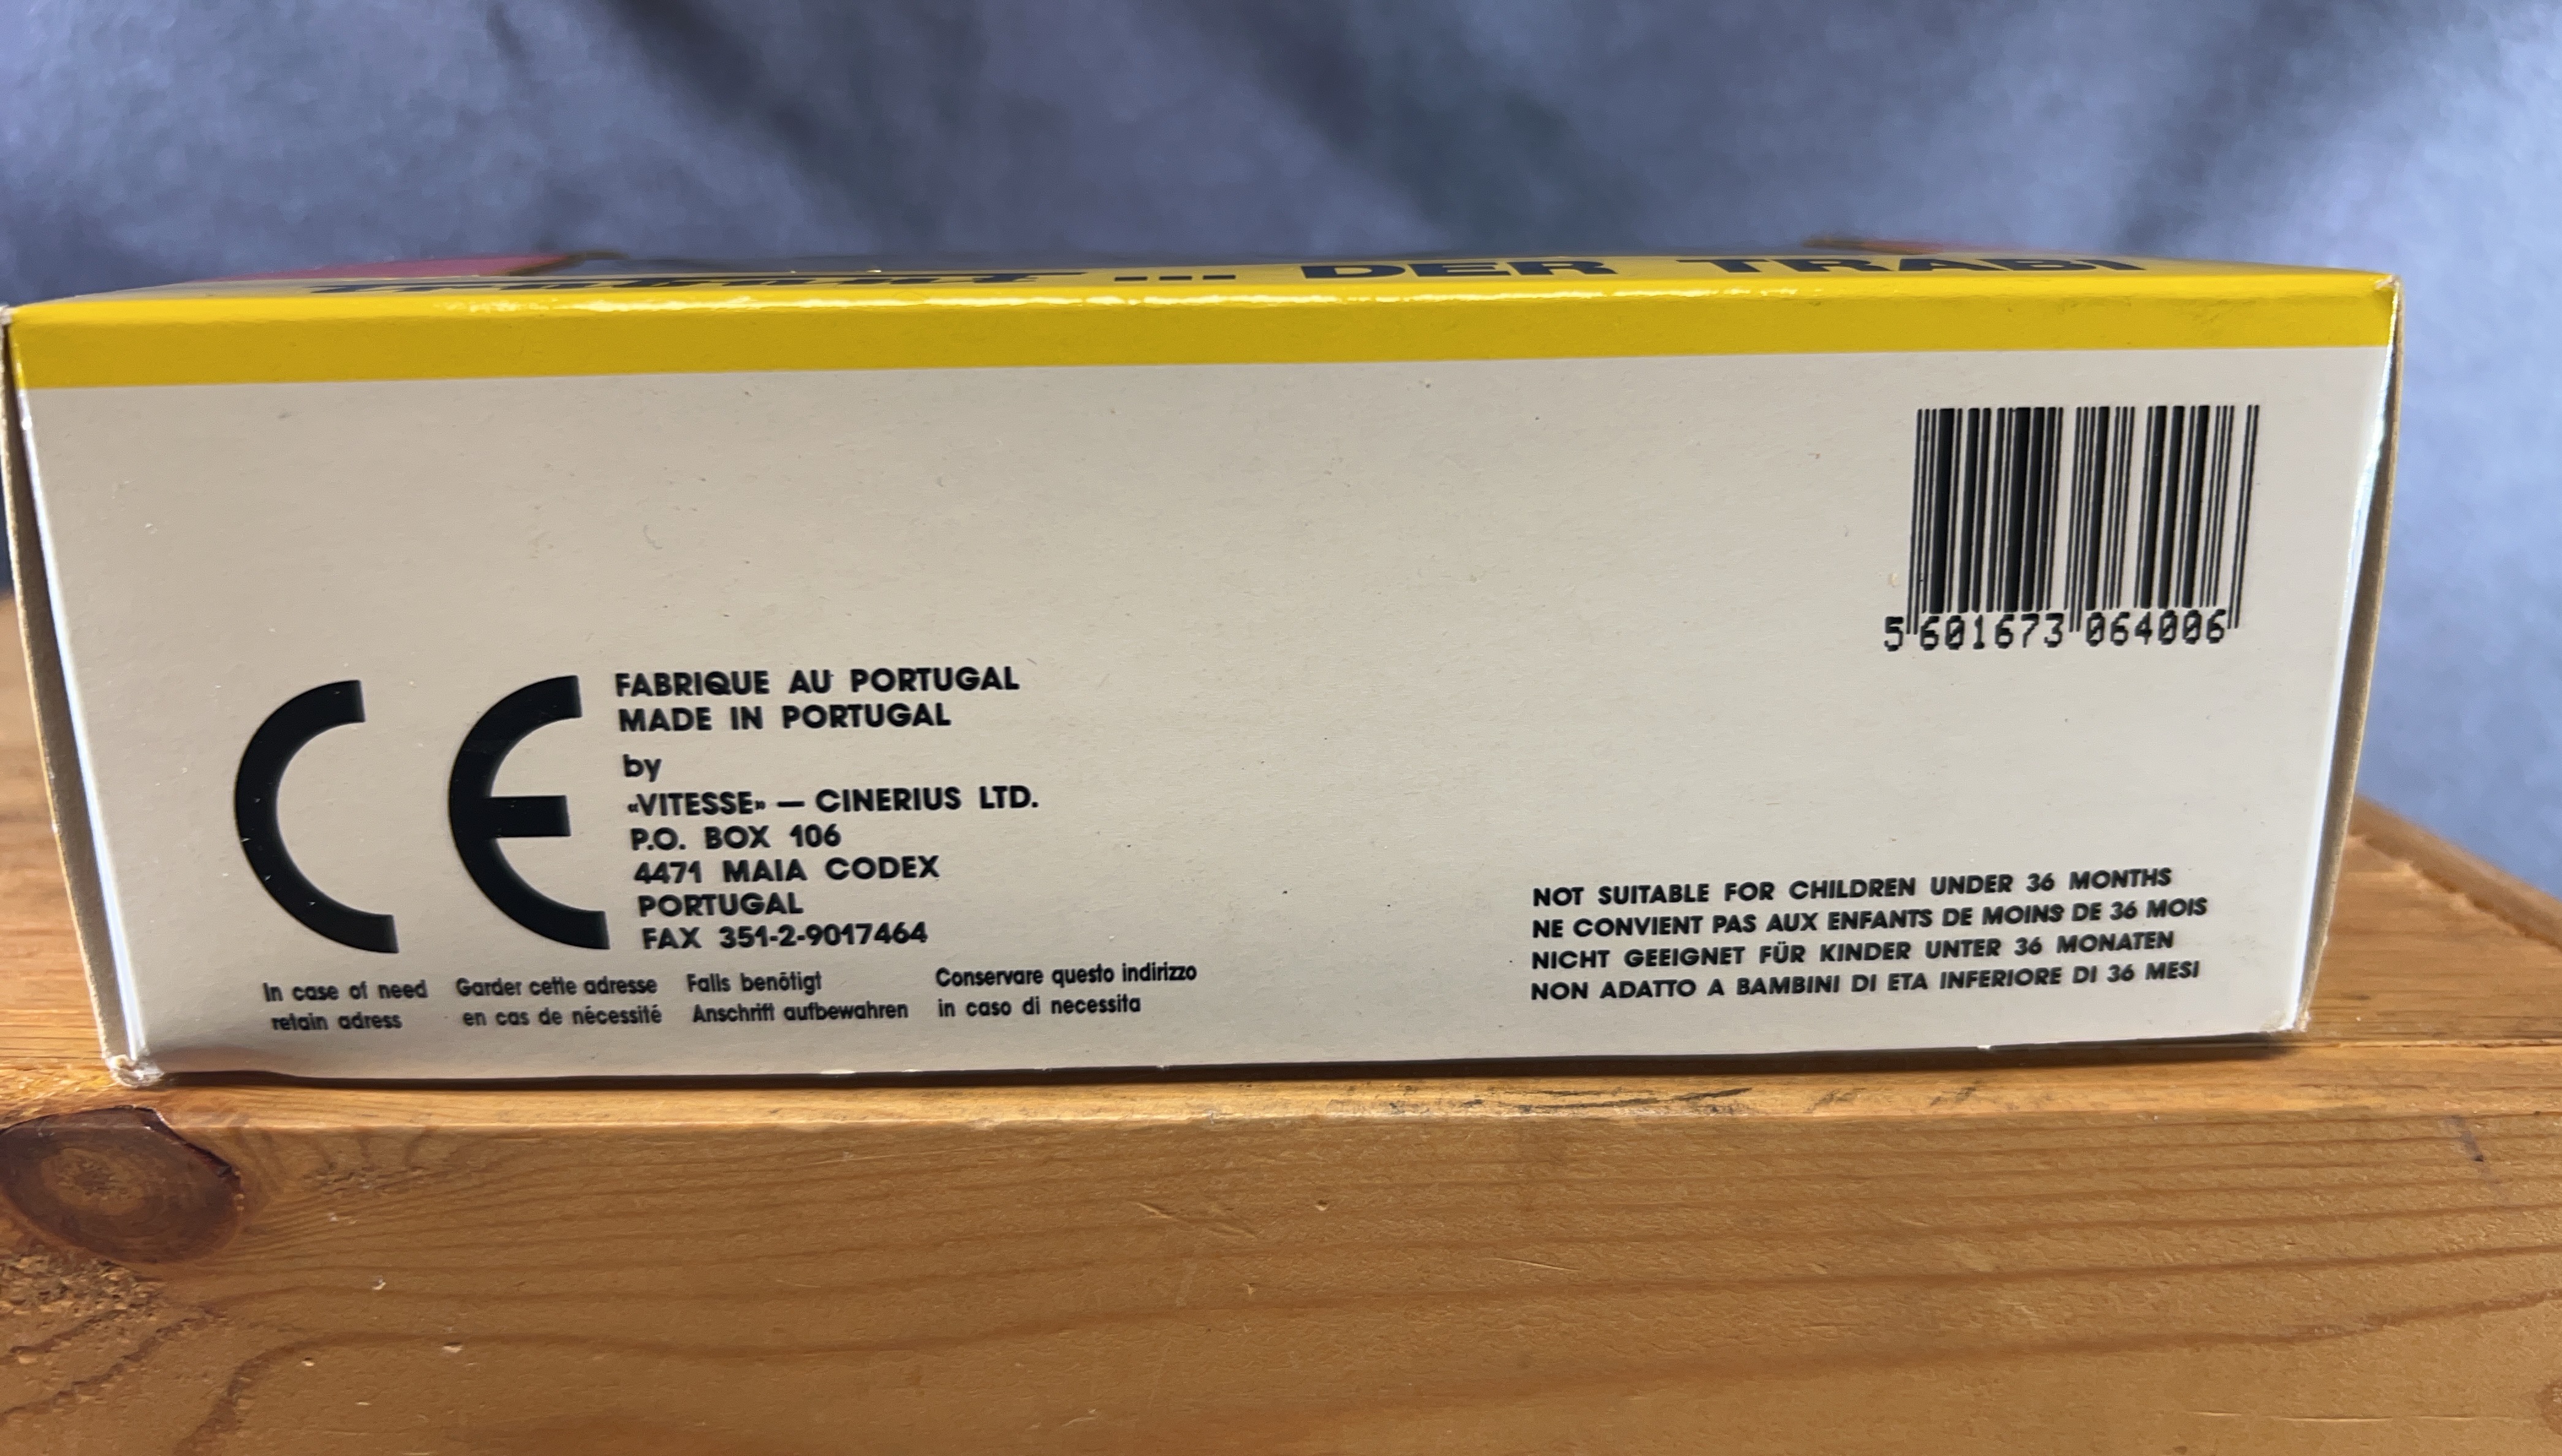 Trabant ... DER TRABI
5 601673 064006
CE
FABRIQUE AU PORTUGAL
MADE IN PORTUGAL
by
«VITESSE» — CINERIUS LTD.
P.O. BOX 106
4471 MAIA CODEX
PORTUGAL
FAX 351-2-9017464
In case of need
retain adress
Garder cette adresse
en cas de nécessité
Falls benötigt
Anschrift aufbewahren
Conservare questo indirizzo
in caso di necessita
NOT SUITABLE FOR CHILDREN UNDER 36 MONTHS
NE CONVIENT PAS AUX ENFANTS DE MOINS DE 36 MOIS
NICHT GEEIGNET FÜR KINDER UNTER 36 MONATEN
NON ADATTO A BAMBINI DI ETA INFERIORE DI 36 MESI